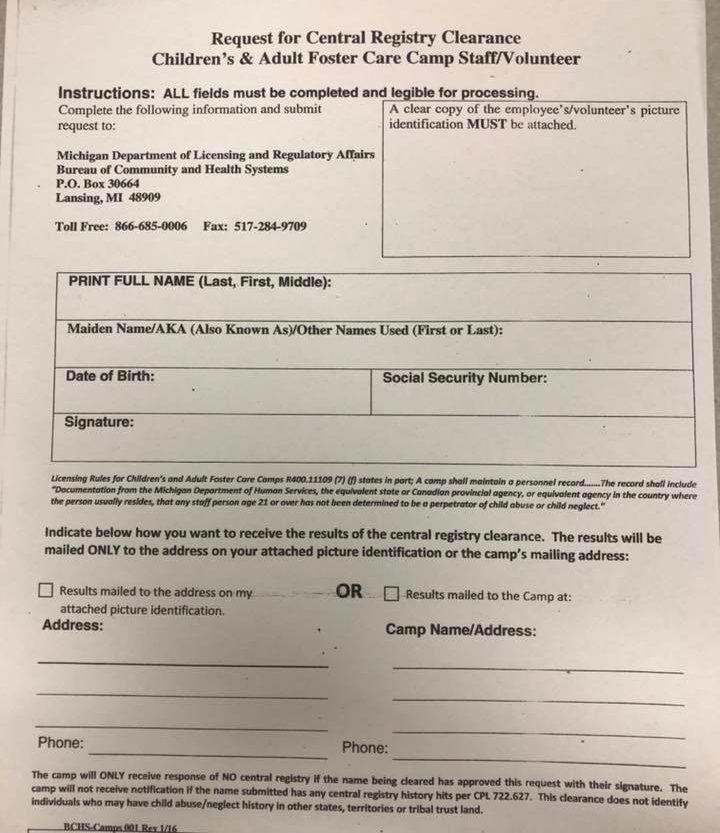 Request for Central Registry Clearance
Children's & Adult Foster Care Camp Staff/Volunteer
Instructions: ALL fields must be completed and legible for processing.
Complete the following information and submit
request to:
A clear copy of the employee's/volunteer's picture
identification MUST be attached.
Michigan Department of Licensing and Regulatory Affairs
Bureau of Community and Health Systems
P.O. Box 30664
Lansing, MI 48909
Toll Free: 866-685-0006 Fax: 517-284-9709
PRINT FULL NAME (Last, First, Middle):
Maiden Name/AKA (Also Known As)/Other Names Used (First or Last):
Date of Birth:
Social Security Number:
Signature:
Licensing Rules for Children's and Adult Foster Care Camps R400.11109 (7) (f) states in part; A camp shall maintain a personnel record.......The record shall include
"Documentation from the Michigan Department of Human Services, the equivalent state or Canadian provincial agency, or equivalent agency in the country where
the person usually resides, that any staff person age 21 or over has not been determined to be a perpetrator of child abuse or child neglect."
Indicate below how you want to receive the results of the central registry clearance. The results will be
mailed ONLY to the address on your attached picture identification or the camp's mailing address:
Results mailed to the address on my
attached picture identification.
OR
Results mailed to the Camp at:
Address:
Camp Name/Address:
Phone:
Phone:
The camp will ONLY receive response of NO central registry if the name being cleared has approved this request with their signature. The
camp will not receive notification if the name submitted has any central registry history hits per CPL 722.627. This clearance does not identify
individuals who may have child abuse/neglect history in other states, territories or tribal trust land.
BCHS-Camps 001 Rev 1/16